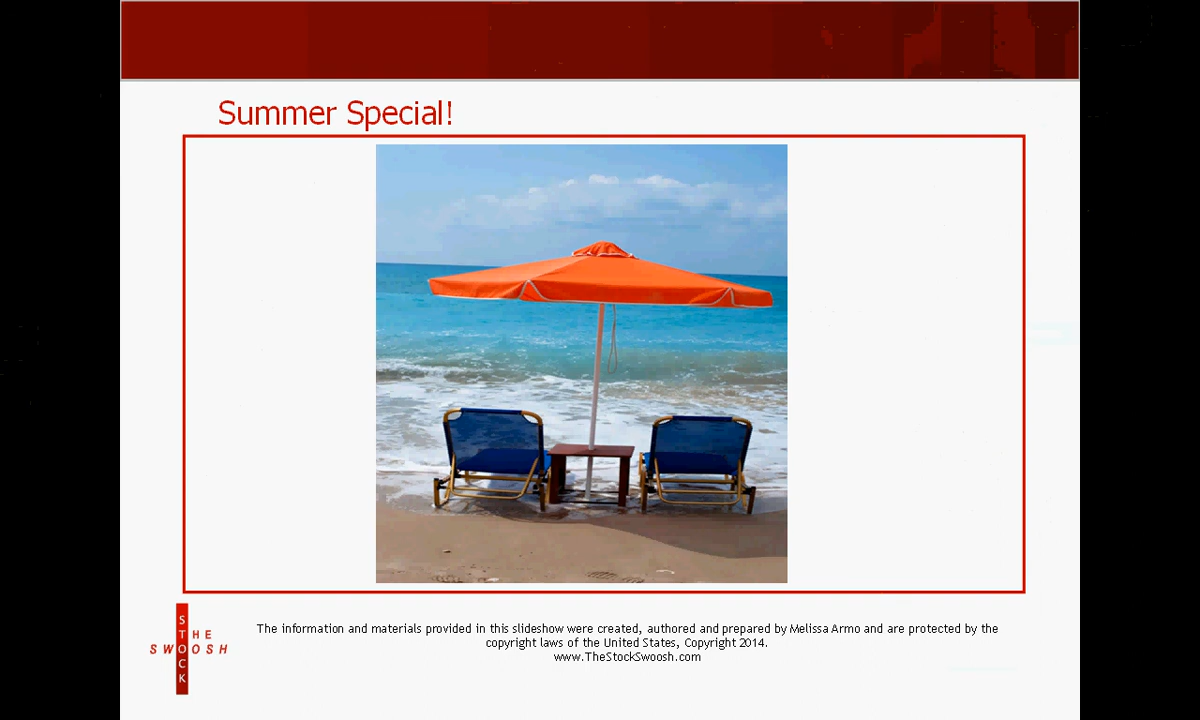 Summer Special!
STOCK
THE
SWOOSH
The information and materials provided in this slideshow were created, authored and prepared by Melissa Armo and are protected by the
copyright laws of the United States, Copyright 2014.
www.TheStockSwoosh.com